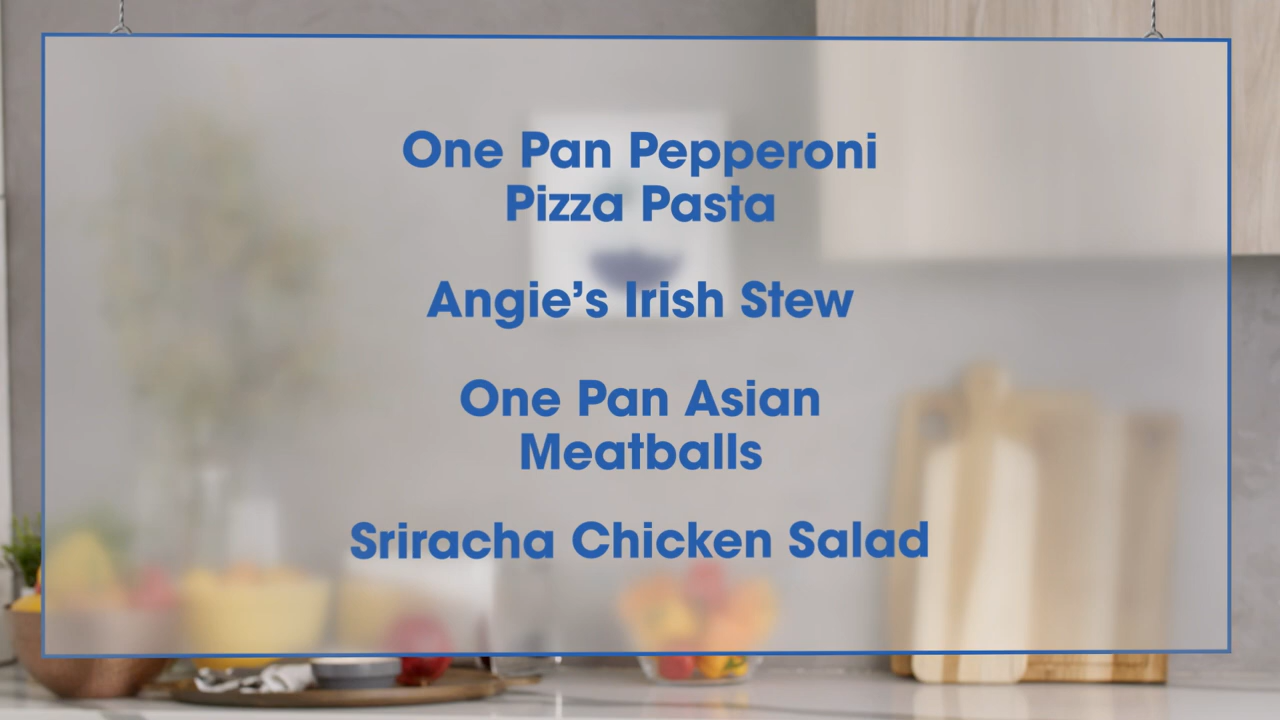 One Pan Pepperoni
Pizza Pasta
Angie’s Irish Stew
One Pan Asian
Meatballs
Sriracha Chicken Salad